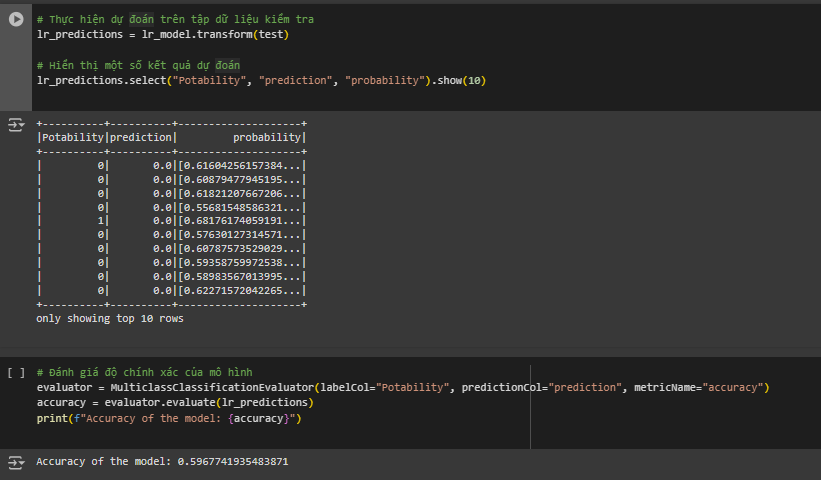 # Thực hiện dự đoán trên tập dữ liệu kiểm tra
lr_predictions = lr_model.transform(test)
# Hiển thị một số kết quả dự đoán
lr_predictions.select("Potability", "prediction", "probability").show(10)
+----------+----------+--------------------+
|Potability|prediction|         probability|
+----------+----------+--------------------+
|         0|       0.0|[0.61604256157384...|
|         0|       0.0|[0.60879477945195...|
|         0|       0.0|[0.61821207667206...|
|         0|       0.0|[0.55681548586321...|
|         1|       0.0|[0.68176174059191...|
|         0|       0.0|[0.57630127314571...|
|         0|       0.0|[0.60787573529029...|
|         0|       0.0|[0.59358759972538...|
|         0|       0.0|[0.58983567013995...|
|         0|       0.0|[0.62271572042265...|
+----------+----------+--------------------+
only showing top 10 rows
[ ] # Đánh giá độ chính xác của mô hình
evaluator = MulticlassClassificationEvaluator(labelCol="Potability", predictionCol="prediction", metricName="accuracy")
accuracy = evaluator.evaluate(lr_predictions)
print(f"Accuracy of the model: {accuracy}")
Accuracy of the model: 0.5967741935483871